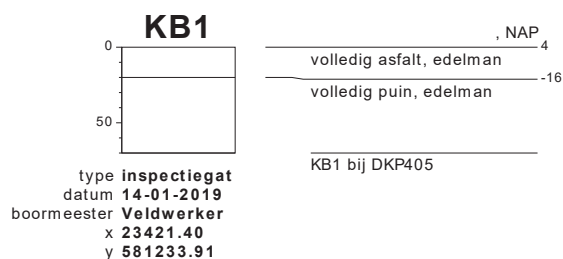 KB1
, NAP
0
4
volledig asfalt, edelman
-16
volledig puin, edelman
50
KB1 bij DKP405
type inspectiegat
datum 14-01-2019
boormeester Veldwerker
x 23421.40
y 581233.91